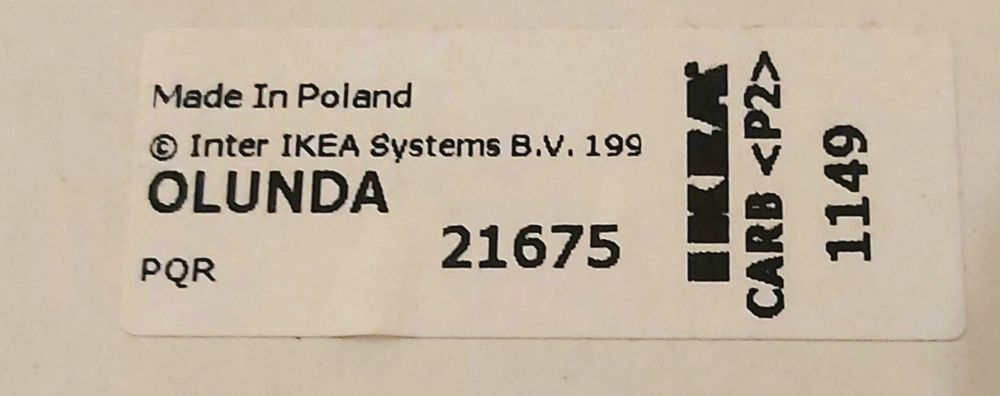 Made In Poland
© Inter IKEA Systems B.V. 199
OLUNDA
21675
PQR
IKEA
CARB <P2>
1149